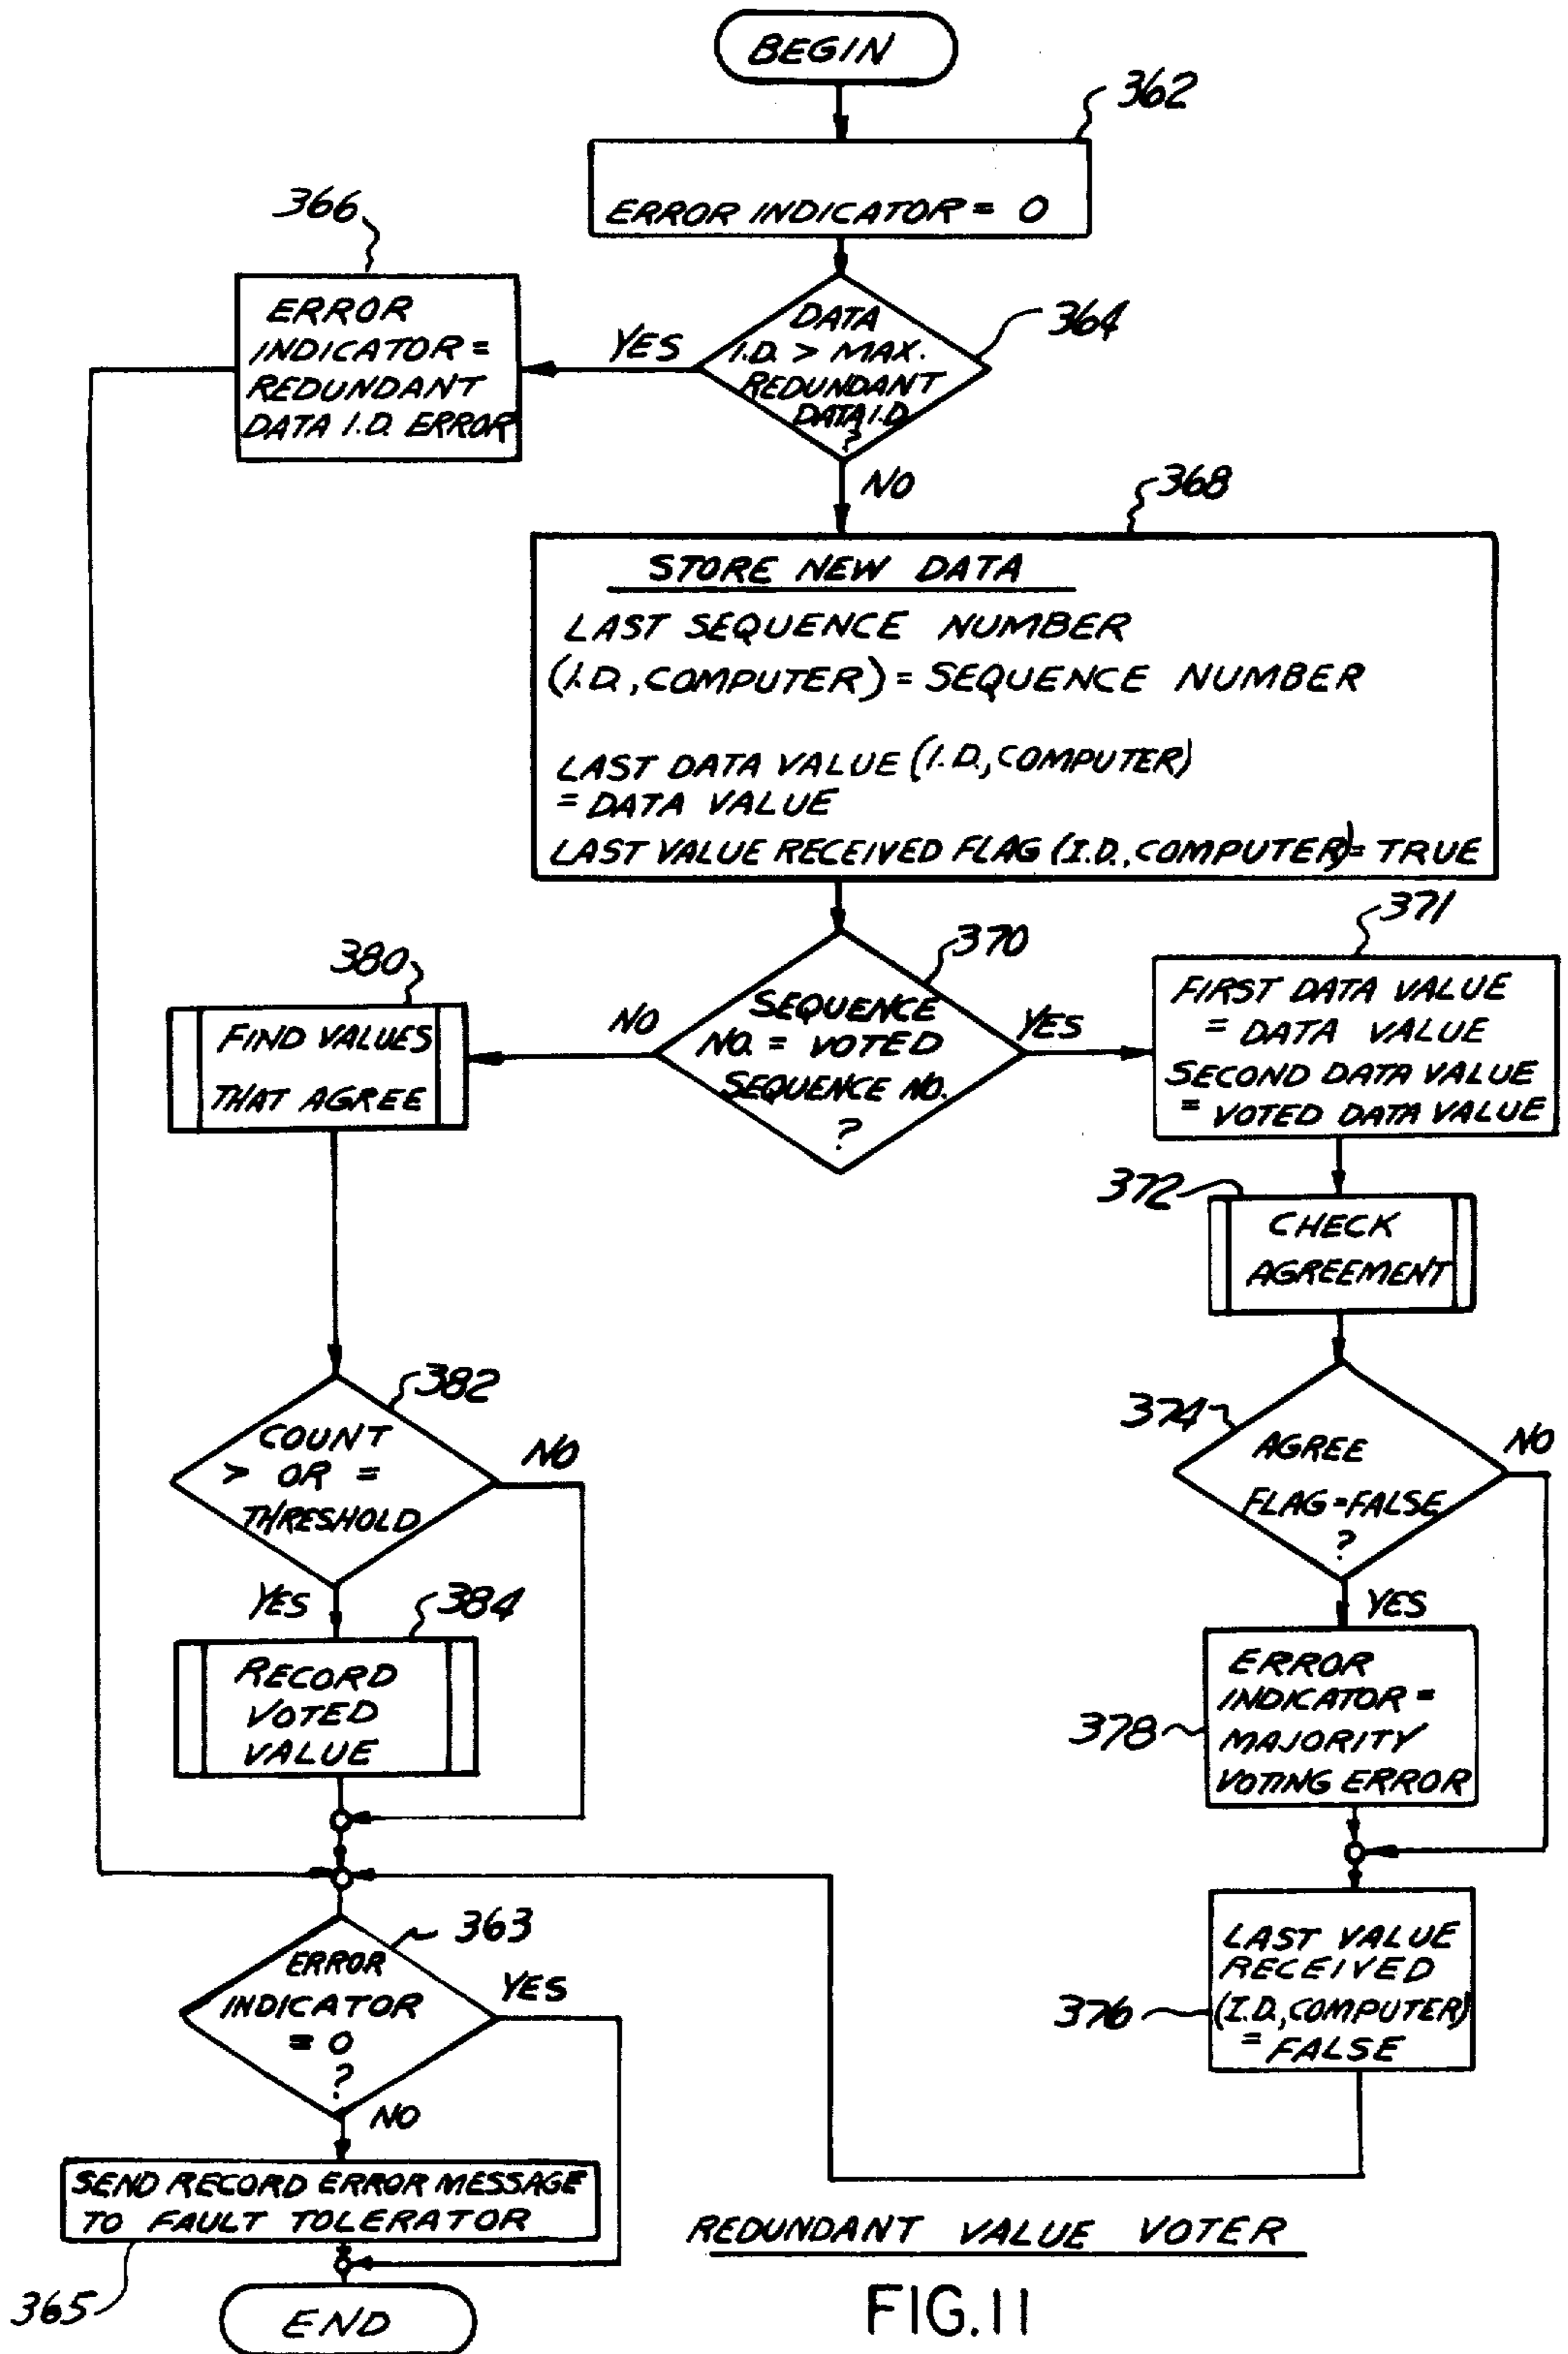 BEGIN
362
ERROR INDICATOR = 0
366
ERROR
INDICATOR =
REDUNDANT
DATA I.D. ERROR
YES
DATA
I.D. > MAX.
REDUNDANT
DATA I.D.
?
364
NO
368
STORE NEW DATA
LAST SEQUENCE NUMBER
(I.D., COMPUTER) = SEQUENCE NUMBER
LAST DATA VALUE (I.D., COMPUTER)
= DATA VALUE
LAST VALUE RECEIVED FLAG (I.D., COMPUTER) = TRUE
380
FIND VALUES
THAT AGREE
NO
370
SEQUENCE
NO. = VOTED
SEQUENCE NO.
?
YES
371
FIRST DATA VALUE
= DATA VALUE
SECOND DATA VALUE
= VOTED DATA VALUE
372
CHECK
AGREEMENT
382
COUNT
> OR =
THRESHOLD
NO
374
AGREE
FLAG=FALSE
?
NO
YES
384
RECORD
VOTED
VALUE
YES
378
ERROR
INDICATOR =
MAJORITY
VOTING ERROR
363
ERROR
INDICATOR
= 0
?
YES
376
LAST VALUE
RECEIVED
(I.D., COMPUTER)
= FALSE
NO
SEND RECORD ERROR MESSAGE
TO FAULT TOLERATOR
365
END
REDUNDANT VALUE VOTER
FIG.11